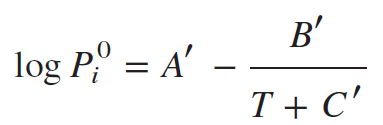 log P_i^0 = A′ − B′ / (T + C′)